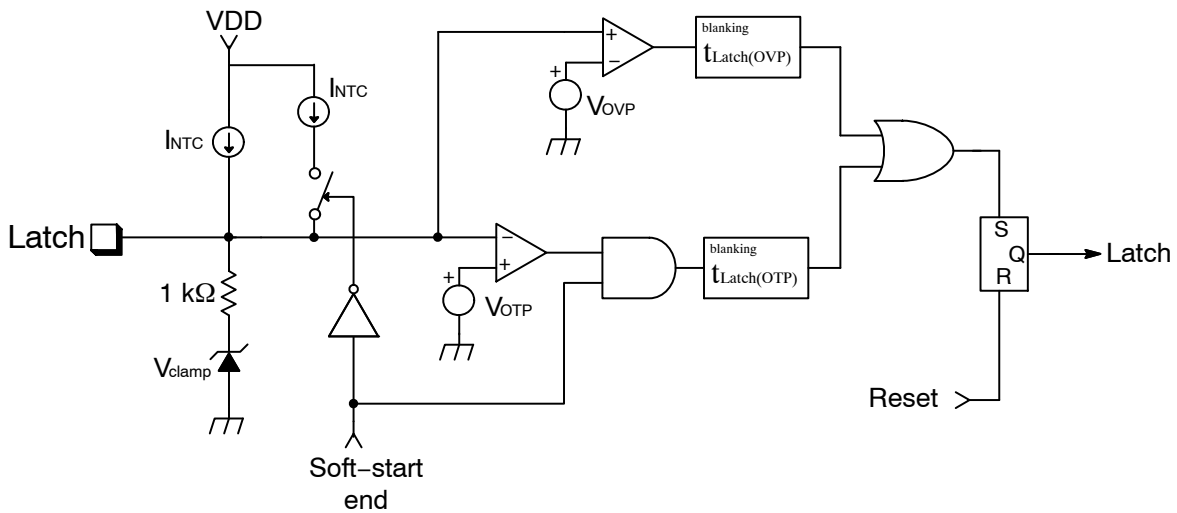 VDD
INTC
INTC
blanking
tLatch(OVP)
+
−
+
VOVP
Latch
−
+
+
VOTP
blanking
tLatch(OTP)
S
Q
R
Latch
1 kΩ
Vclamp
Reset
Soft−start
end